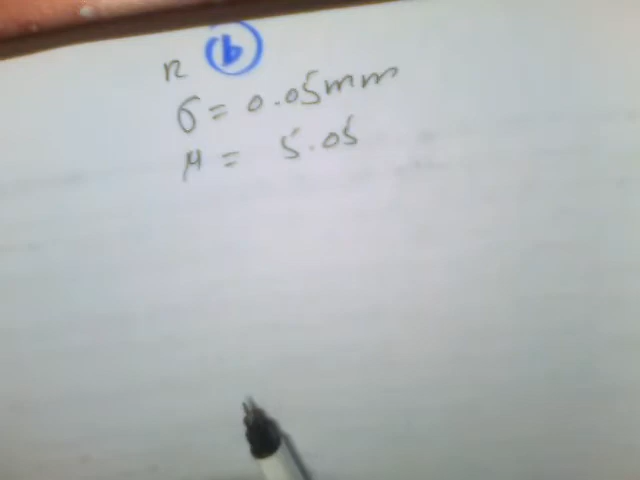 n (b)
σ = 0.05mm
μ = 5.05